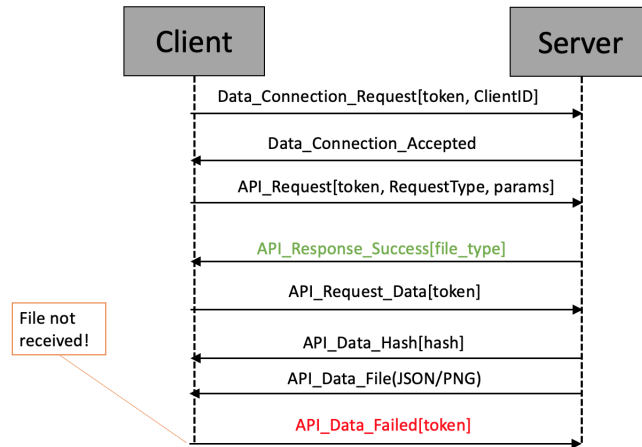 Client
Server
Data_Connection_Request[token, ClientID]
Data_Connection_Accepted
API_Request[token, RequestType, params]
API_Response_Success[file_type]
API_Request_Data[token]
File not
received!
API_Data_Hash[hash]
API_Data_File(JSON/PNG)
API_Data_Failed[token]